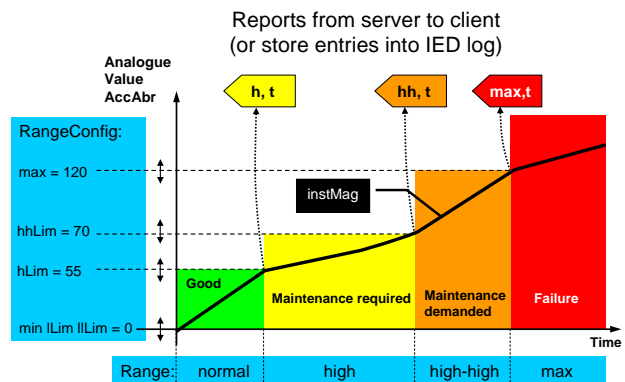 Reports from server to client
(or store entries into IED log)
Analogue
Value
AccAbr
h, t
hh, t
max,t
RangeConfig:
max = 120
instMag
hhLim = 70
hLim = 55
Good
Maintenance required
Maintenance
demanded
Failure
min lLim llLim = 0
Time
Range: normal high high-high max